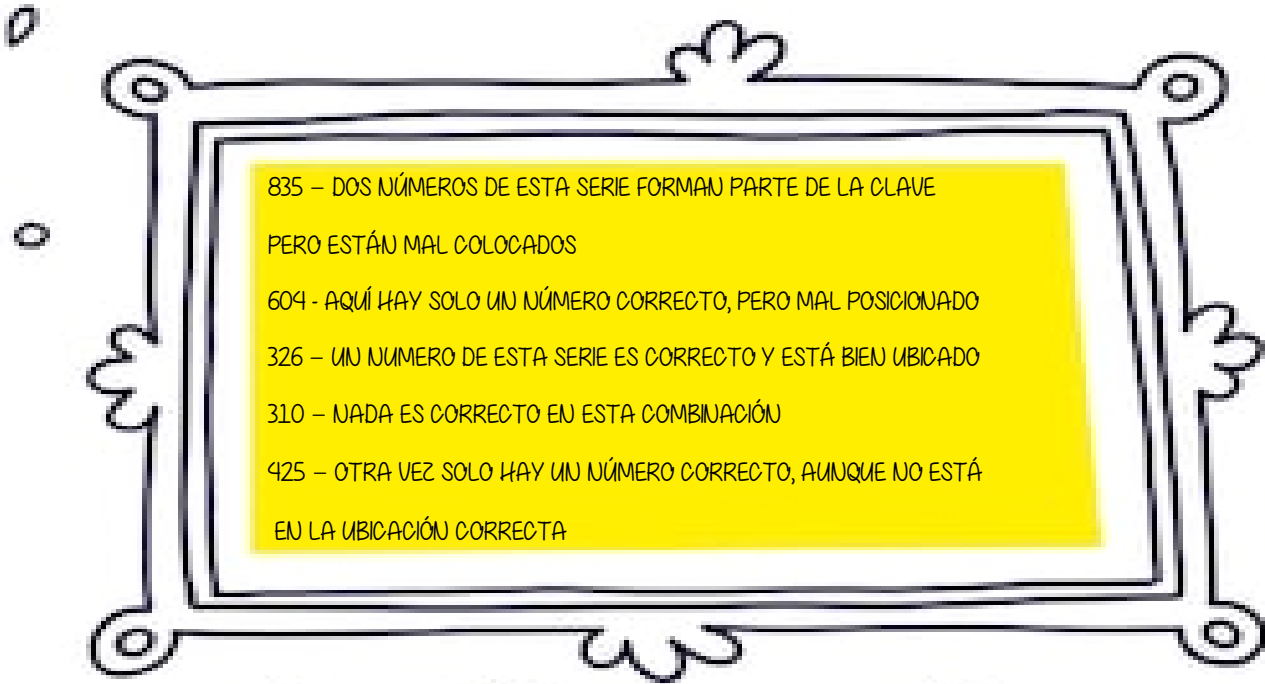 835 – DOS NÚMEROS DE ESTA SERIE FORMAN PARTE DE LA CLAVE
PERO ESTÁN MAL COLOCADOS
604 - AQUÍ HAY SOLO UN NÚMERO CORRECTO, PERO MAL POSICIONADO
326 – UN NUMERO DE ESTA SERIE ES CORRECTO Y ESTÁ BIEN UBICADO
310 – NADA ES CORRECTO EN ESTA COMBINACIÓN
425 – OTRA VEZ SOLO HAY UN NÚMERO CORRECTO, AUNQUE NO ESTÁ
EN LA UBICACIÓN CORRECTA